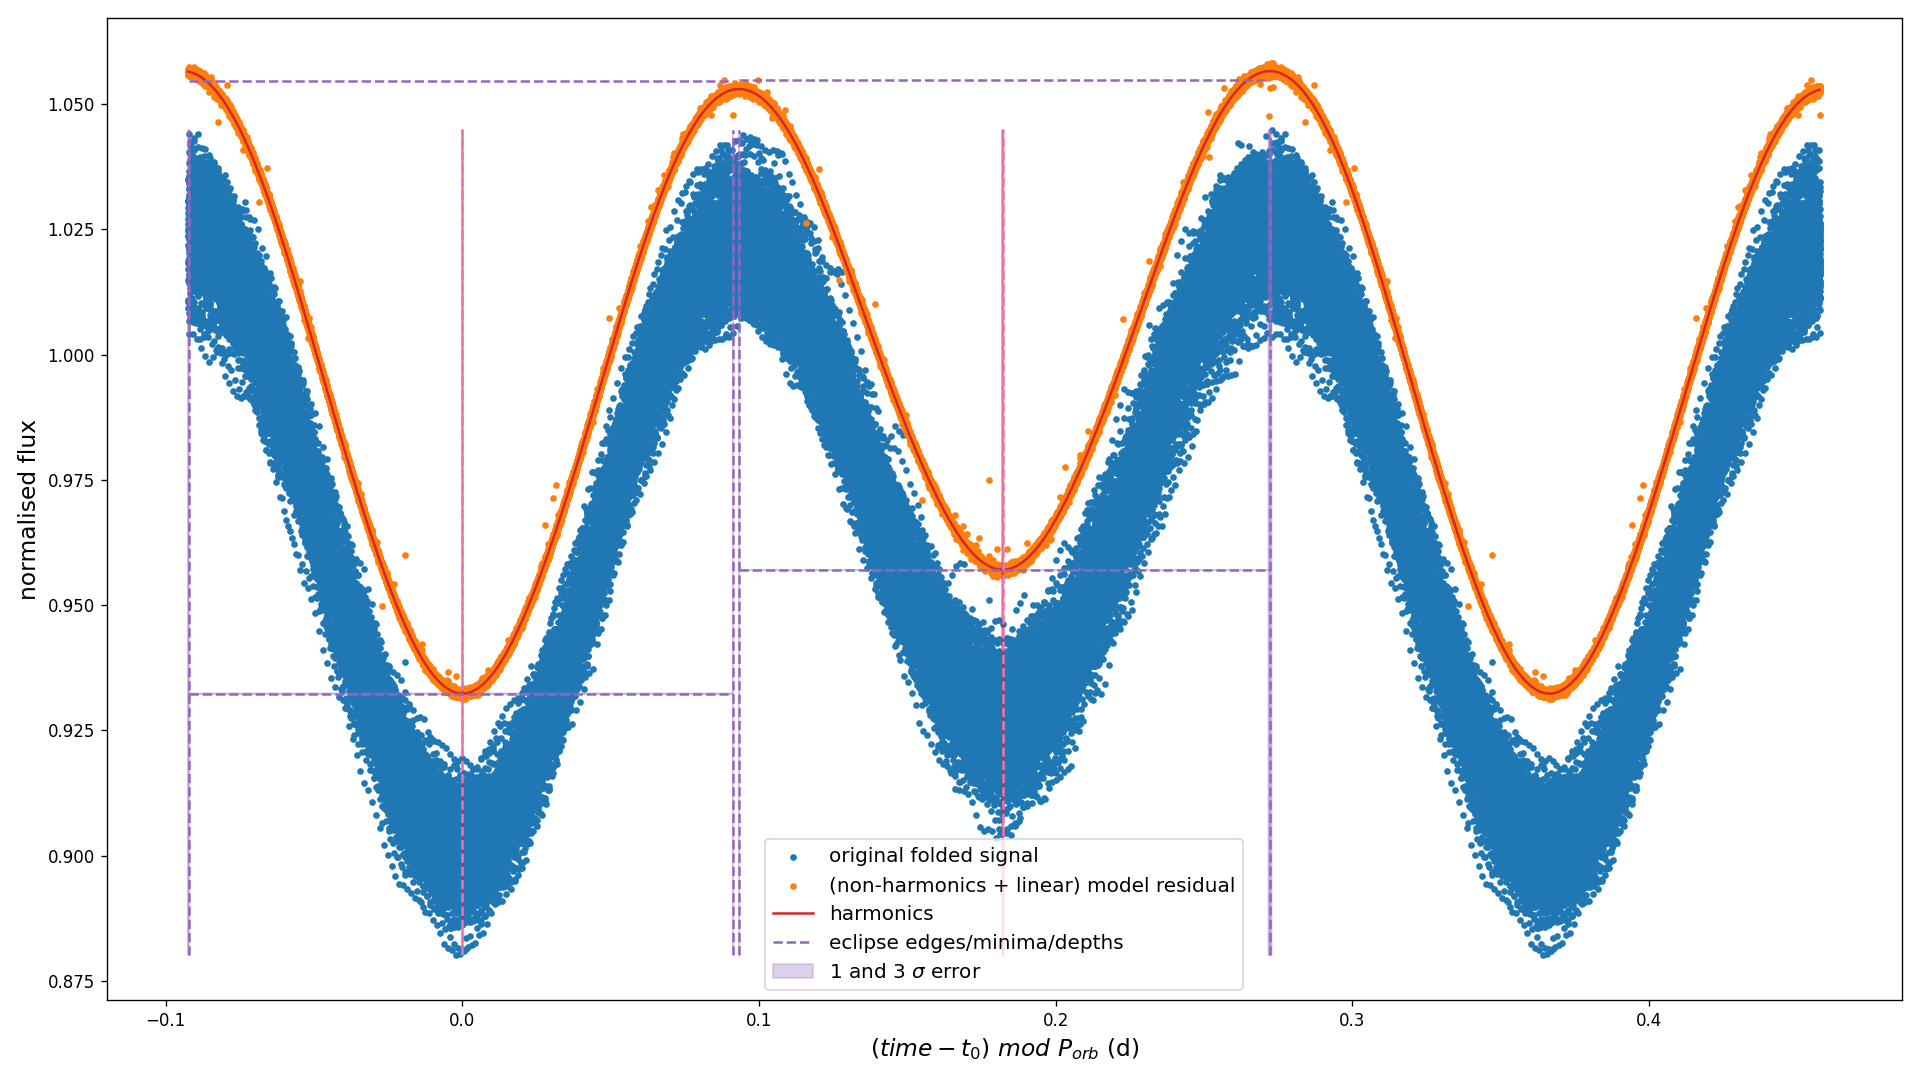 1.050
1.025
1.000
0.975
0.950
0.925
0.900
0.875
normalised flux
original folded signal
(non-harmonics + linear) model residual
harmonics
eclipse edges/minima/depths
1 and 3 σ error
−0.1 0.0 0.1 0.2 0.3 0.4
(time − t₀) mod Pₒᵣb (d)